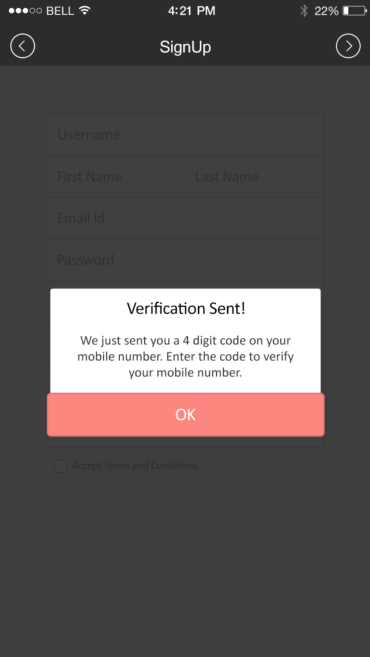 BELL 4:21 PM 22%
SignUp
Username
First Name Last Name
Email Id
Password
Verification Sent!
We just sent you a 4 digit code on your
mobile number. Enter the code to verify
your mobile number.
OK
Accept Terms and Conditions